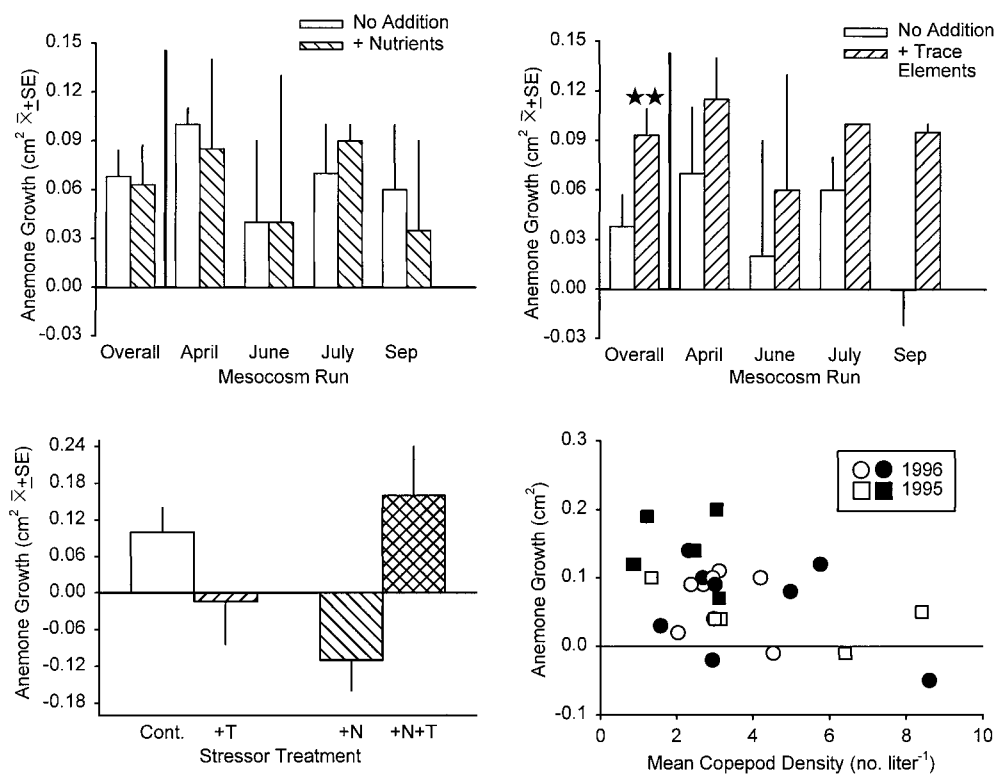 No Addition
+ Nutrients
Anemone Growth (cm² X̄±SE)
0.15
0.12
0.09
0.06
0.03
0.00
-0.03
Overall April June July Sep
Mesocosm Run
No Addition
+ Trace
Elements
Anemone Growth (cm² X̄±SE)
0.15
0.12
0.09
0.06
0.03
0.00
-0.03
★★
Overall April June July Sep
Mesocosm Run
Anemone Growth (cm² X̄±SE)
0.24
0.18
0.12
0.06
0.00
-0.06
-0.12
-0.18
Cont. +T +N +N+T
Stressor Treatment
Anemone Growth (cm²)
0.3
0.2
0.1
0.0
-0.1
1996
1995
0 2 4 6 8 10
Mean Copepod Density (no. liter⁻¹)